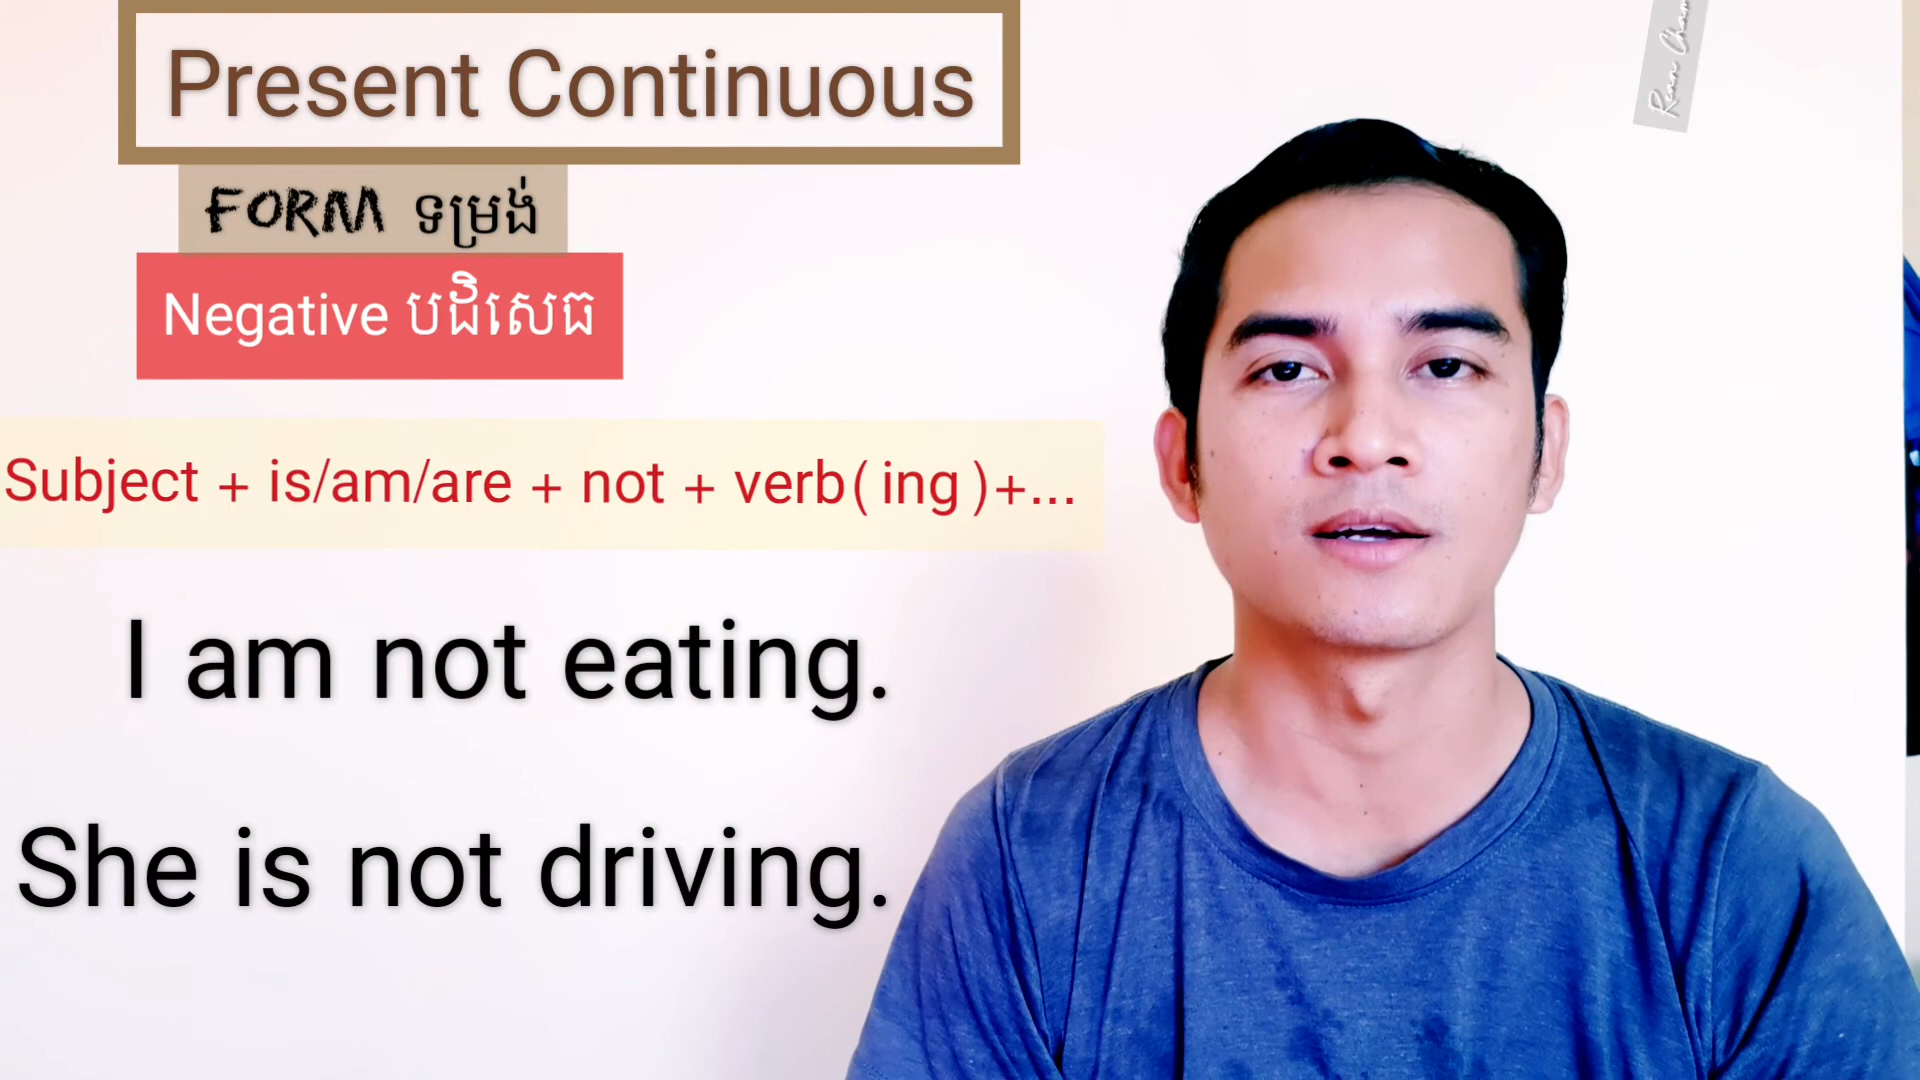 Present Continuous
FORM ទម្រង់
Negative បដិសេធ
Subject + is/am/are + not + verb( ing )+...
I am not eating.
She is not driving.